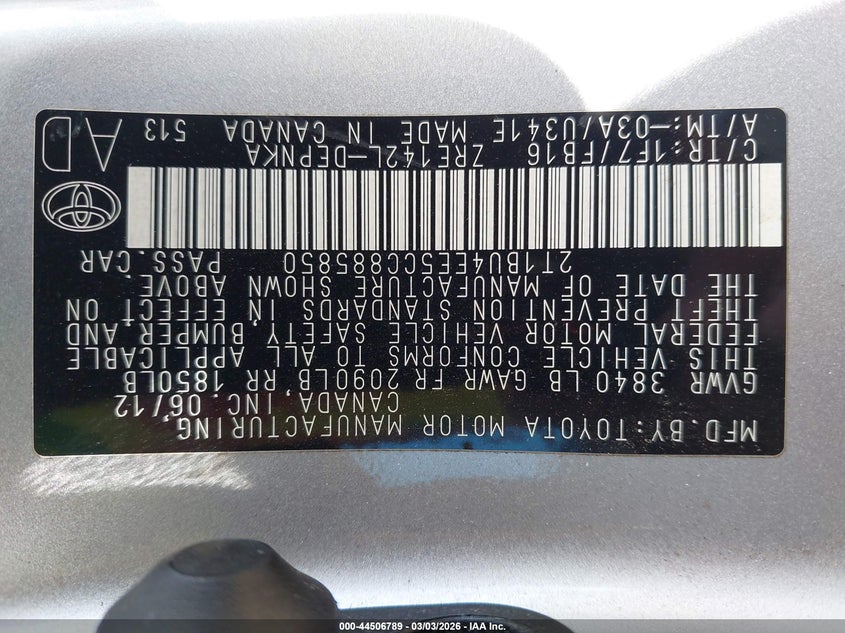 MFD.BY:TOYOTA MOTOR MANUFACTURING
CANADA,INC. 06/12
GVWR 3840 LB GAWR FR 2090LB,RR 1850LB
THIS VEHICLE CONFORMS TO ALL APPLICABLE
FEDERAL MOTOR VEHICLE SAFETY,BUMPER,AND
THEFT PREVENTION STANDARDS IN EFFECT ON
THE DATE OF MANUFACTURE SHOWN ABOVE.
2T1BU4EE5CC885850 PASS.CAR
C/TR:1F7/FB16 ZRE142L-DEPNKA
A/TM:-03A/U341E MADE IN CANADA 513
AD
000-44506789 - 03/03/2026 - IAA Inc.